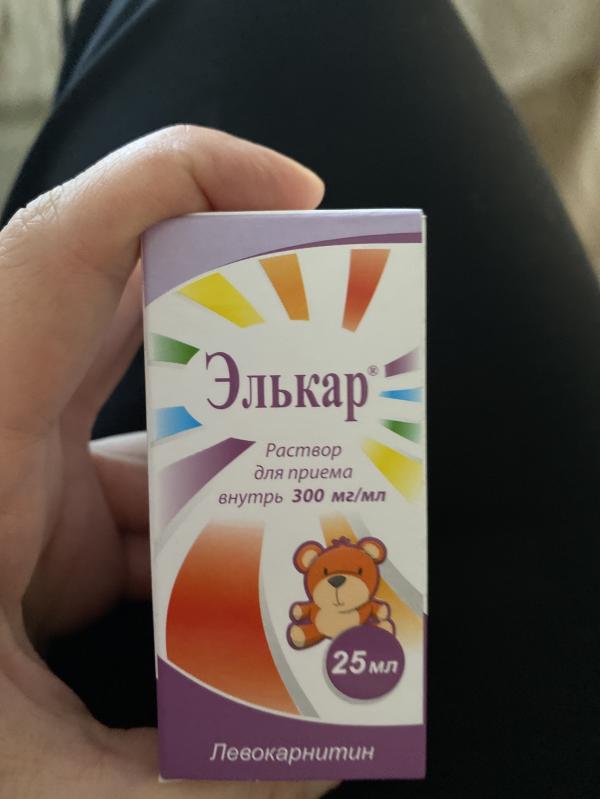 Элькар®
Раствор
для приема
внутрь 300 мг/мл
25 мл
Левокарнитин